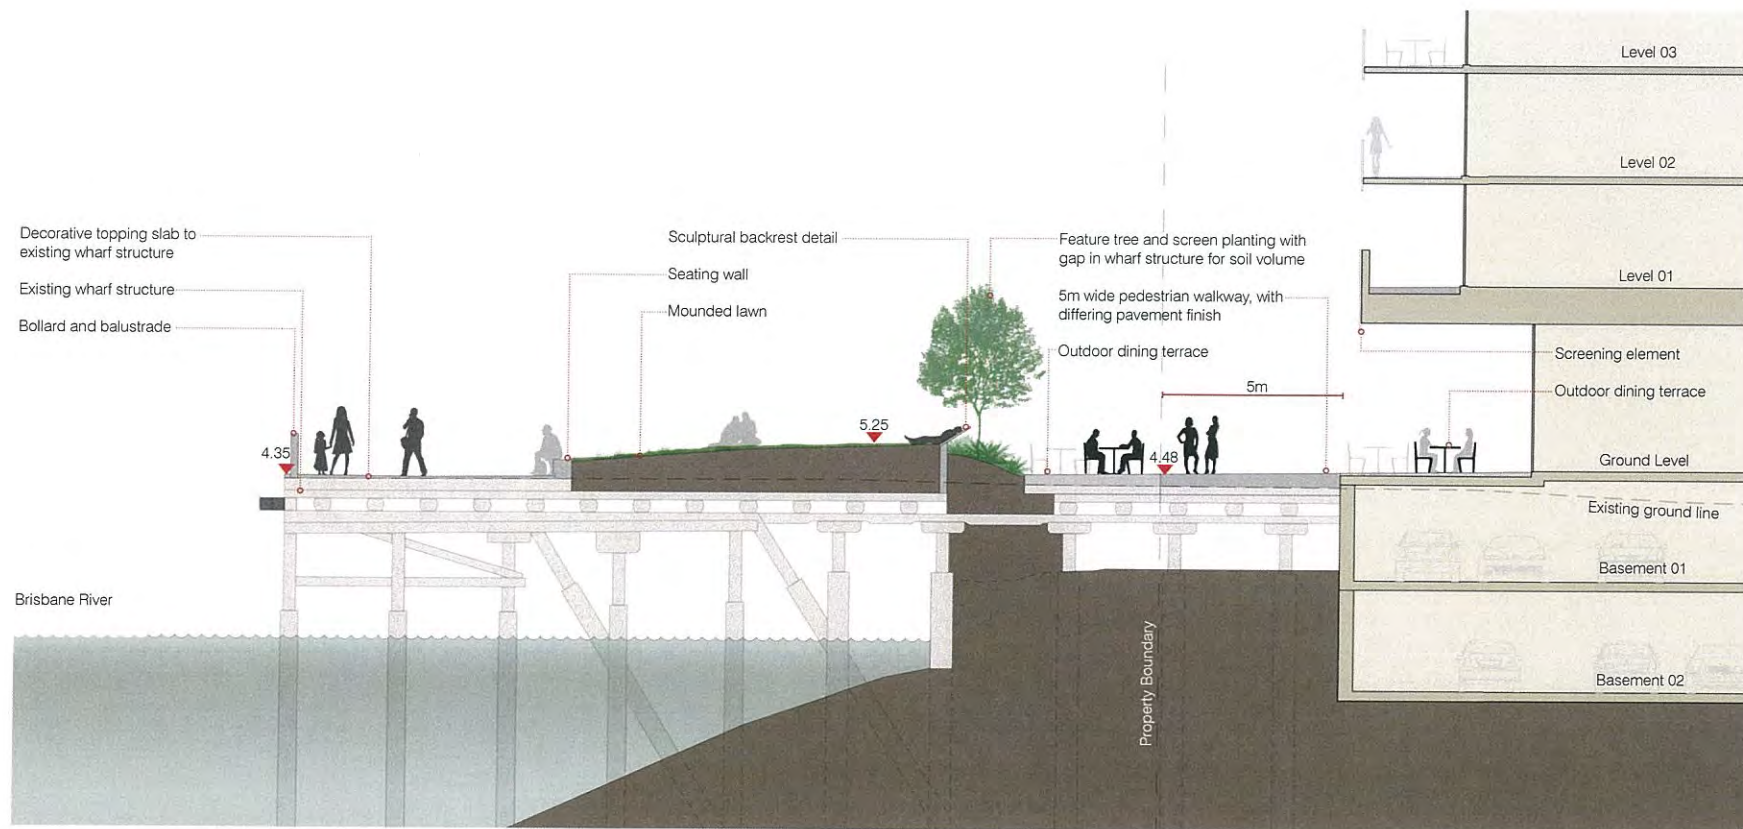 Level 03
Level 02
Decorative topping slab to
existing wharf structure
Existing wharf structure
Bollard and balustrade
Sculptural backrest detail
Seating wall
Mounded lawn
Feature tree and screen planting with
gap in wharf structure for soil volume
5m wide pedestrian walkway, with
differing pavement finish
Outdoor dining terrace
Level 01
Screening element
5m
Outdoor dining terrace
4.35
5.25
4.48
Ground Level
Existing ground line
Basement 01
Brisbane River
Property Boundary
Basement 02